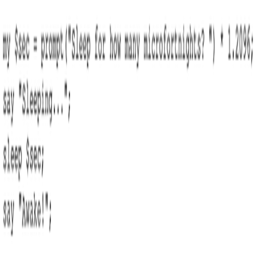 my $sec = prompt("Sleep for how many microfortnights? ") * 1.2096;
say "Sleeping...";
sleep $sec;
say "Awake!";